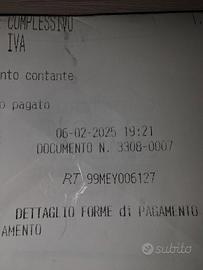 COMPLESSIVO
IVA
nto contante
o pagato
06-02-2025 19:21
DOCUMENTO N. 3308-0007
RT 99MEY006127
DETTAGLIO FORME di PAGAMENTO
AMENTO
subito